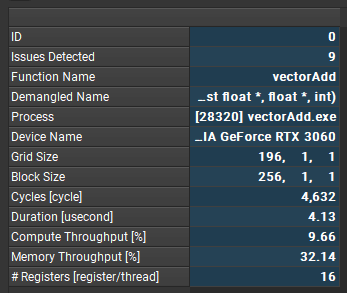 ID 0
Issues Detected 9
Function Name vectorAdd
Demangled Name ...st float *, float *, int)
Process [28320] vectorAdd.exe
Device Name ...IA GeForce RTX 3060
Grid Size 196, 1, 1
Block Size 256, 1, 1
Cycles [cycle] 4,632
Duration [usecond] 4.13
Compute Throughput [%] 9.66
Memory Throughput [%] 32.14
# Registers [register/thread] 16